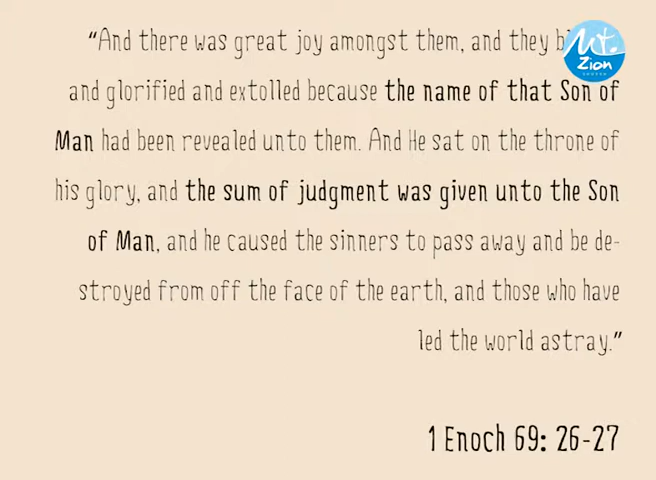 “And there was great joy amongst them, and they
and glorified and extolled because the name of that Son of
Man had been revealed unto them. And He sat on the throne of
his glory, and the sum of judgment was given unto the Son
of Man, and he caused the sinners to pass away and be de-
stroyed from off the face of the earth, and those who have
led the world astray.”
1 Enoch 69: 26-27
Mt.
Zion